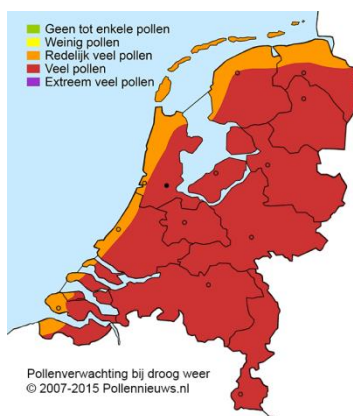 Geen tot enkele pollen
Weinig pollen
Redelijk veel pollen
Veel pollen
Extreem veel pollen
Pollenverwachting bij droog weer
© 2007-2015 Pollennieuws.nl